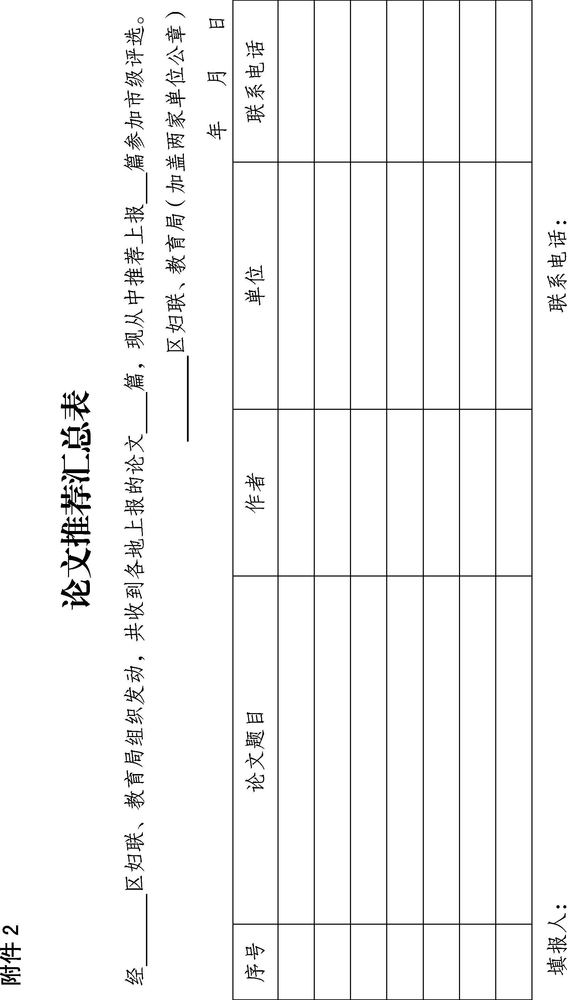 附件 2
论文推荐汇总表
经______区妇联、教育局组织发动，共收到各地上报的论文____篇，现从中推荐上报___篇参加市级评选。
________区妇联、教育局（加盖两家单位公章）
年 月 日
序号 论文题目 作者 单位 联系电话
填报人： 联系电话：